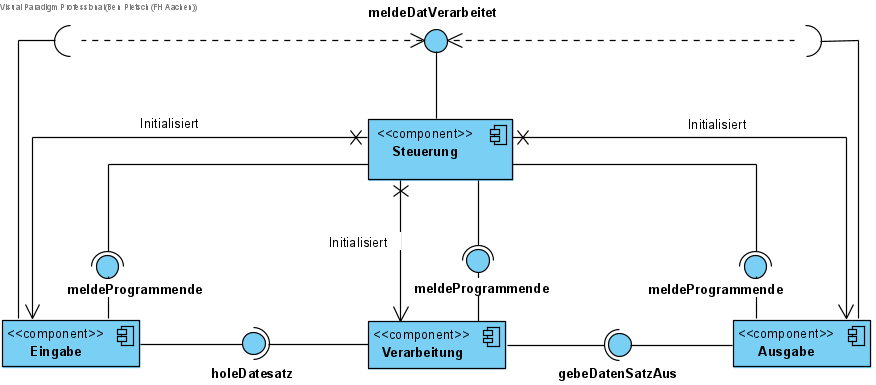 Visual Paradigm Professional(Ben Pletsch (FH Aachen))
meldeDatVerarbeitet
Initialisiert
Initialisiert
<<component>>
Steuerung
Initialisiert
meldeProgrammende
meldeProgrammende
meldeProgrammende
<<component>>
Eingabe
<<component>>
Verarbeitung
<<component>>
Ausgabe
holeDatesatz
gebeDatenSatzAus